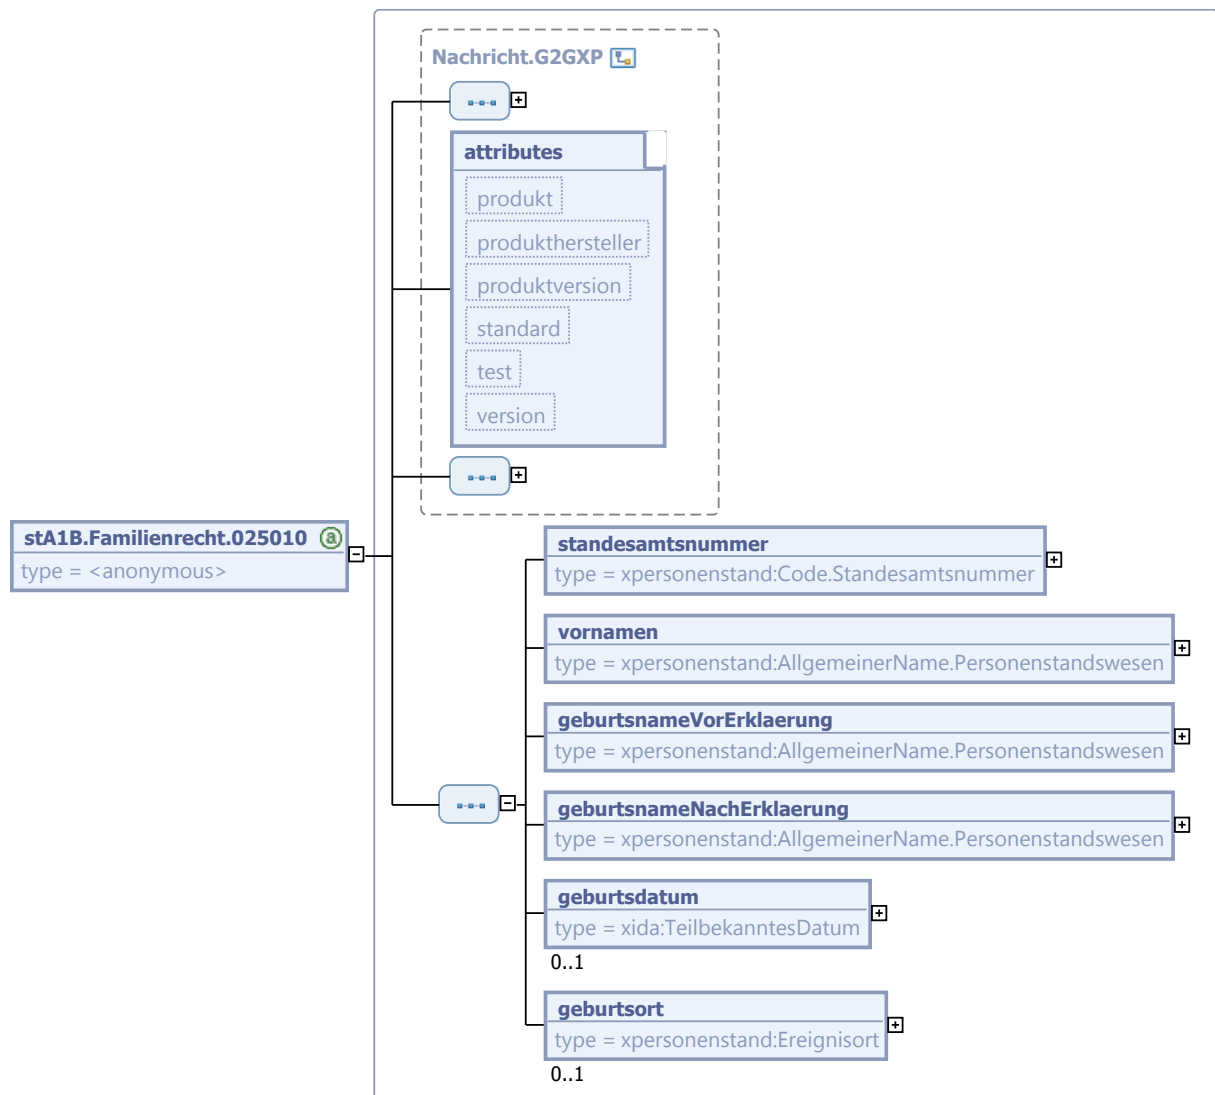 Nachricht.G2GXP
attributes
produkt
produkthersteller
produktversion
standard
test
version
stA1B.Familienrecht.025010 @
type = <anonymous>
standesamtsnummer
type = xpersonenstand:Code.Standesamtsnummer
vornamen
type = xpersonenstand:AllgemeinerName.Personenstandswesen
geburtsnameVorErklaerung
type = xpersonenstand:AllgemeinerName.Personenstandswesen
geburtsnameNachErklaerung
type = xpersonenstand:AllgemeinerName.Personenstandswesen
geburtsdatum
type = xida:TeilbekanntesDatum
0..1
geburtsort
type = xpersonenstand:Ereignisort
0..1